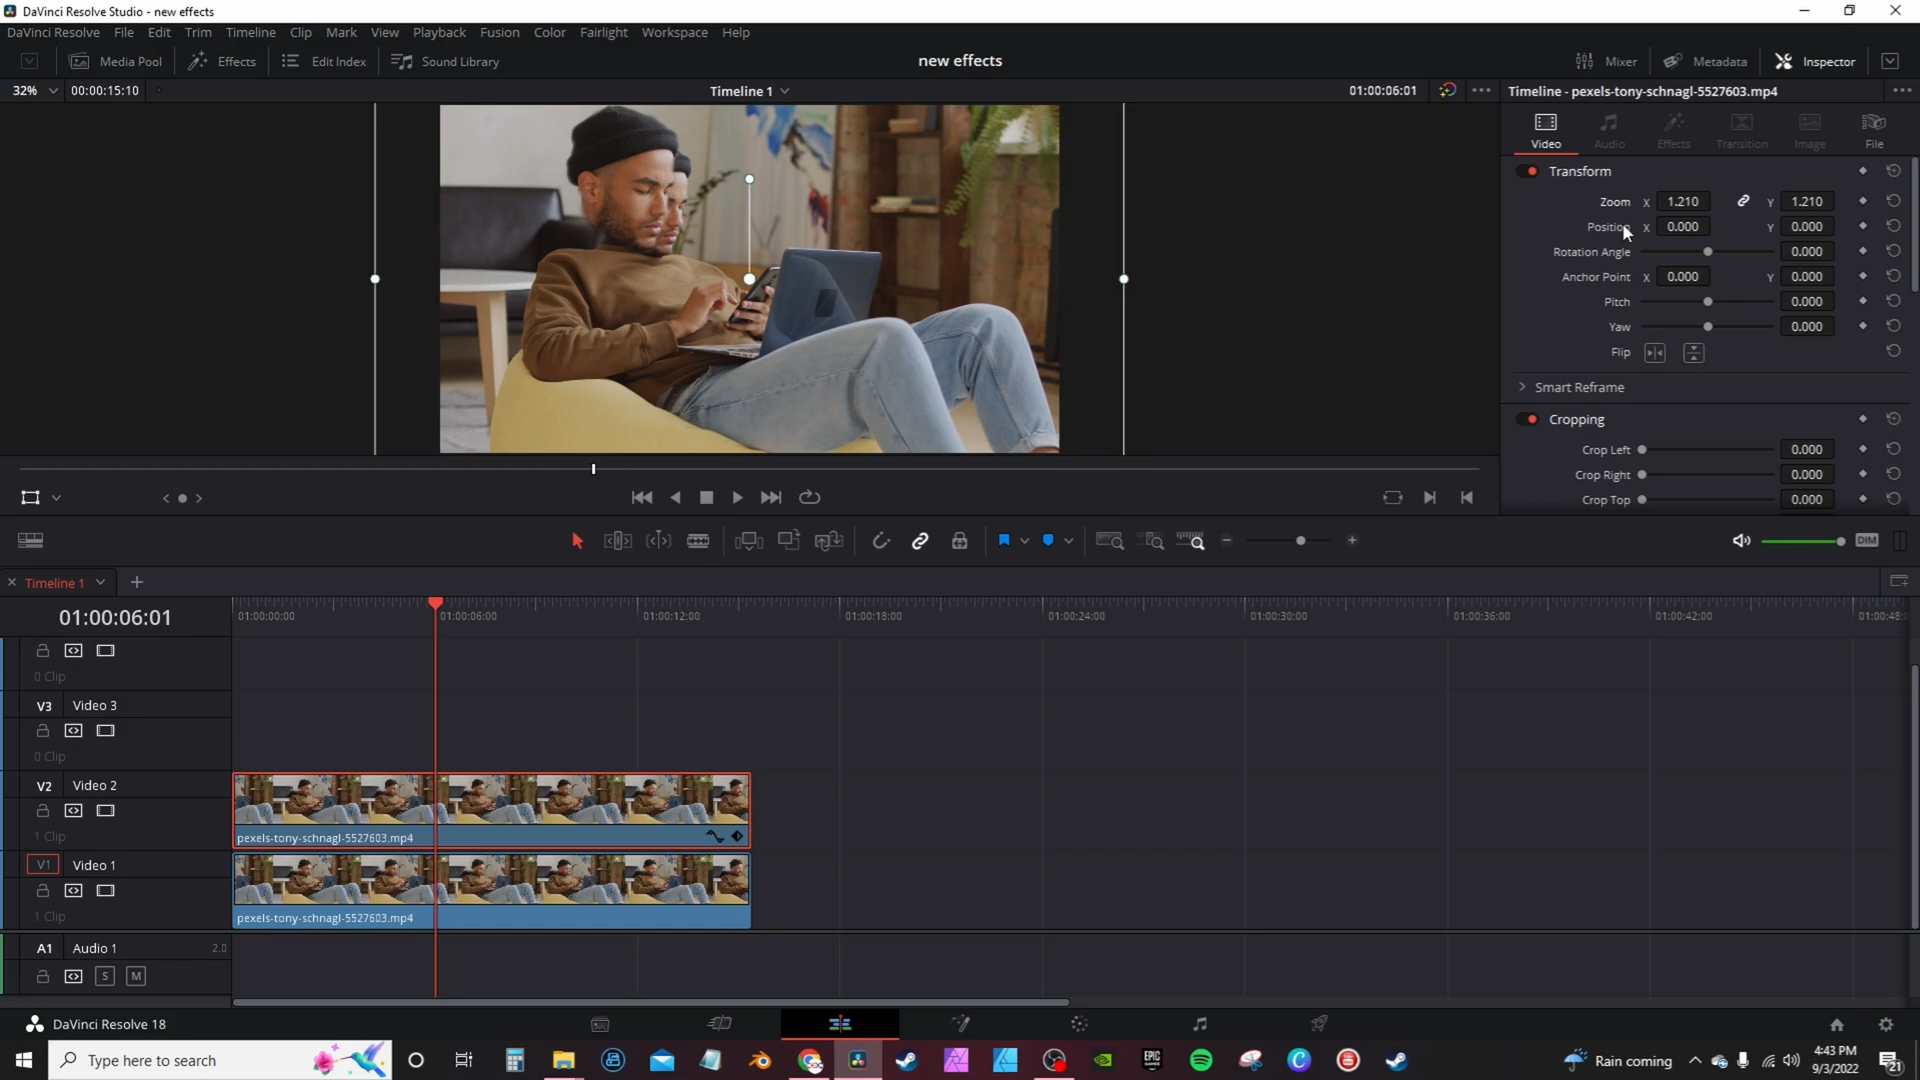 DaVinci Resolve Studio - new effects
DaVinci Resolve File Edit Trim Timeline Clip Mark View Playback Fusion Color Fairlight Workspace Help
Media Pool Effects Edit Index Sound Library new effects Mixer Metadata Inspector
32% 00:00:15:10 Timeline 1 01:00:06:01 Timeline - pexels-tony-schnagl-5527603.mp4
Video Audio Effects Transition Image File
Transform
Zoom X 1.210 Y 1.210
Position X 0.000 Y 0.000
Rotation Angle 0.000
Anchor Point X 0.000 Y 0.000
Pitch 0.000
Yaw 0.000
Flip
Smart Reframe
Cropping
Crop Left 0.000
Crop Right 0.000
Crop Top 0.000
DIM
Timeline 1
01:00:06:01
01:00:00:00 01:00:06:00 01:00:12:00 01:00:18:00 01:00:24:00 01:00:30:00 01:00:36:00 01:00:42:00 01:00:48:
0 Clip
V3 Video 3
0 Clip
V2 Video 2
1 Clip
pexels-tony-schnagl-5527603.mp4
V1 Video 1
1 Clip
pexels-tony-schnagl-5527603.mp4
A1 Audio 1 2.0
S M
DaVinci Resolve 18
Type here to search
EPIC GAMES
Rain coming
4:43 PM
9/3/2022
21